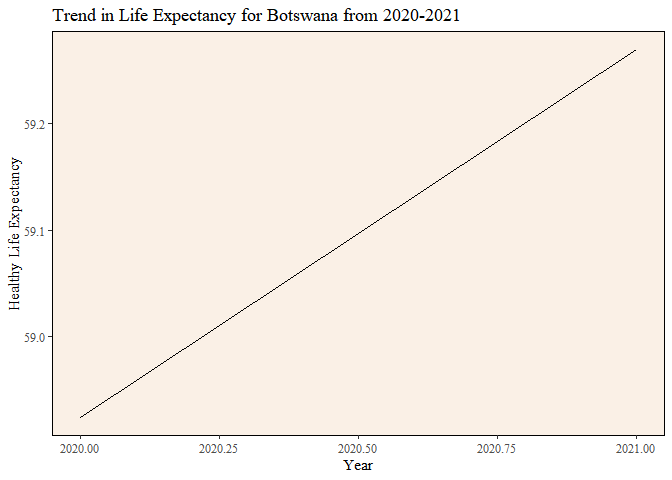 Trend in Life Expectancy for Botswana from 2020-2021
Healthy Life Expectancy
59.2
59.1
59.0
2020.00 2020.25 2020.50 2020.75 2021.00
Year